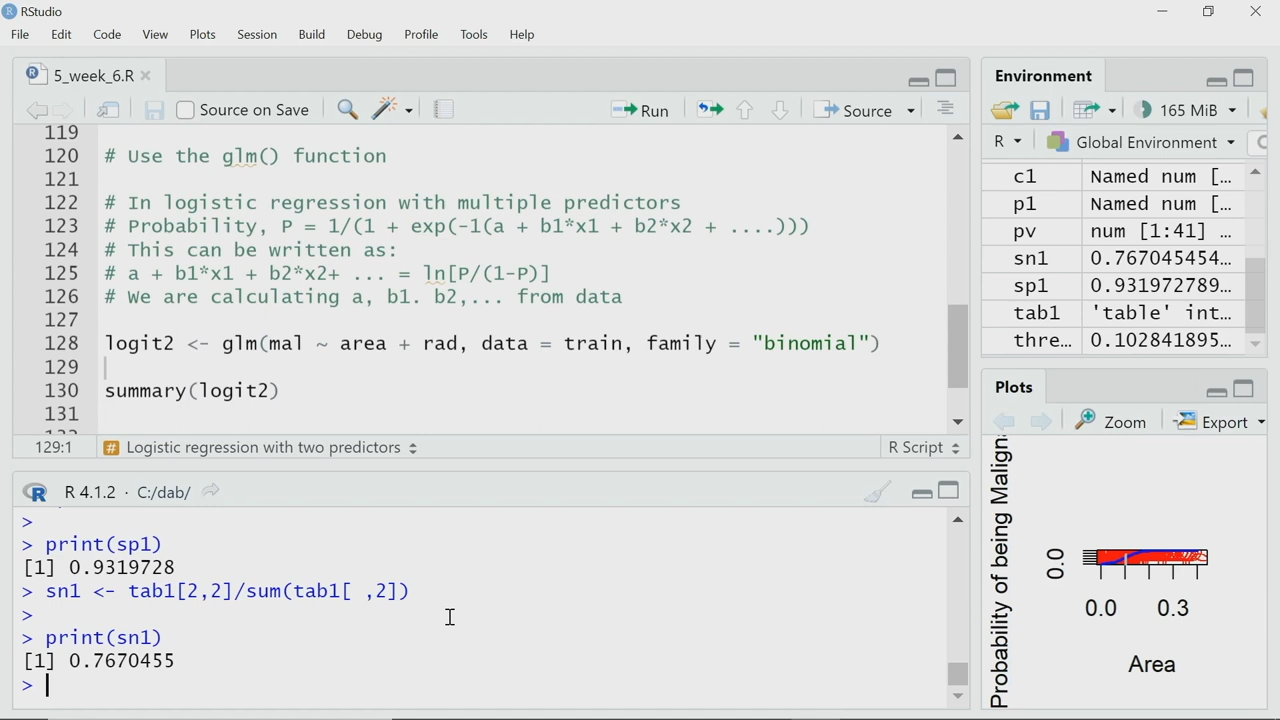 RStudio
File Edit Code View Plots Session Build Debug Profile Tools Help
5_week_6.R
Source on Save Run Source
119
120 # Use the glm() function
121
122 # In logistic regression with multiple predictors
123 # Probability, P = 1/(1 + exp(-1(a + b1*x1 + b2*x2 + ....)))
124 # This can be written as:
125 # a + b1*x1 + b2*x2+ ... = ln[P/(1-P)]
126 # We are calculating a, b1. b2,... from data
127
128 logit2 <- glm(mal ~ area + rad, data = train, family = "binomial")
129
130 summary(logit2)
131
129:1 # Logistic regression with two predictors R Script
R 4.1.2 · C:/dab/
>
> print(sp1)
[1] 0.9319728
> sn1 <- tab1[2,2]/sum(tab1[ ,2])
>
> print(sn1)
[1] 0.7670455
>
Environment
165 MiB
R Global Environment
c1 Named num [...
p1 Named num [...
pv num [1:41] ...
sn1 0.767045454...
sp1 0.931972789...
tab1 'table' int...
thre... 0.102841895...
Plots
Zoom Export
Probability of being Malign
0.0
0.0 0.3
Area